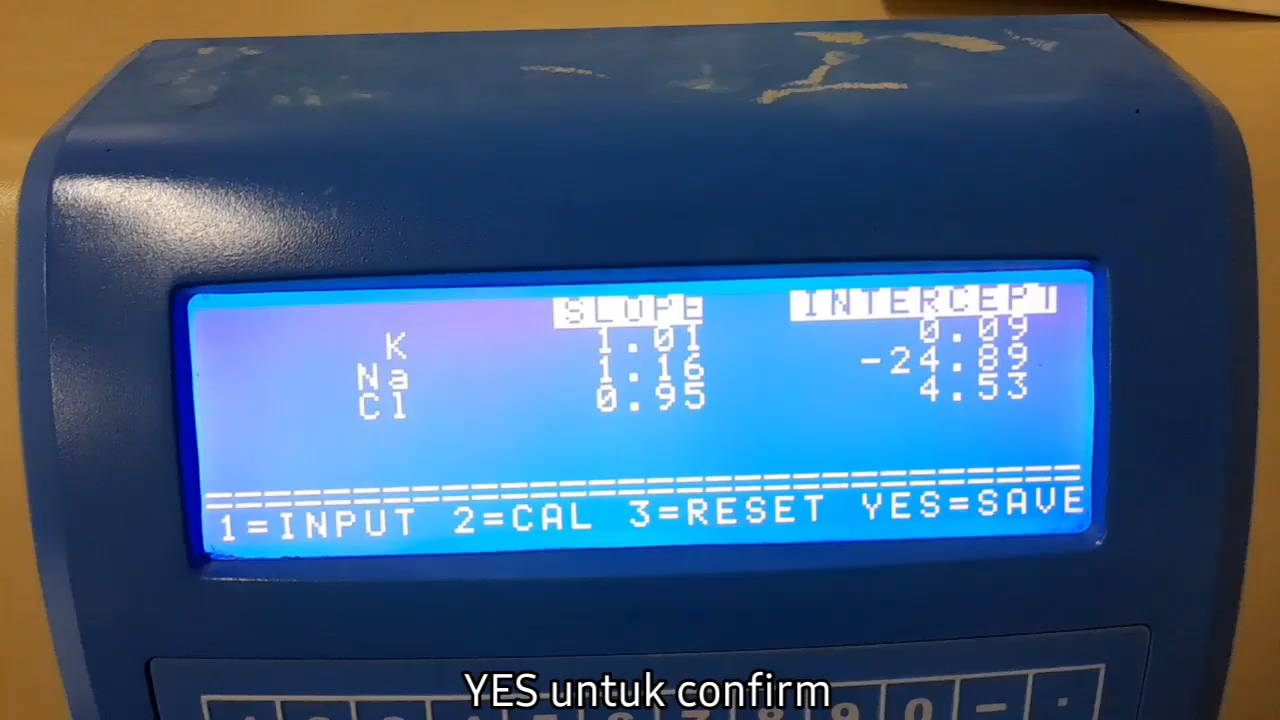 SLOPE INTERCEPT
K 1.01 0.09
Na 1.16 -24.89
Cl 0.95 4.53
1=INPUT 2=CAL 3=RESET YES=SAVE
YES untuk confirm